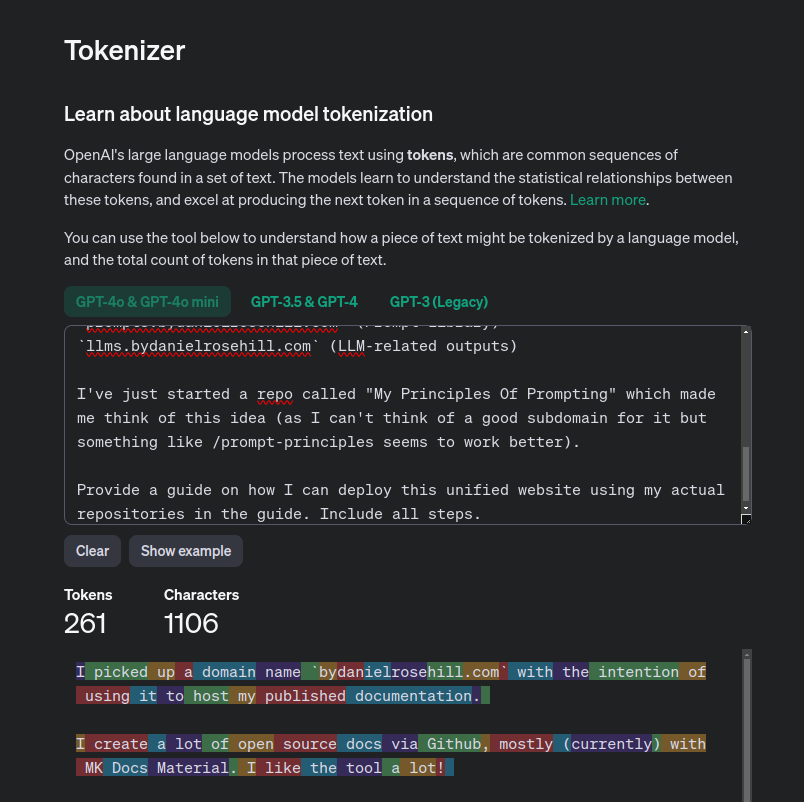 Tokenizer
Learn about language model tokenization
OpenAI's large language models process text using tokens, which are common sequences of
characters found in a set of text. The models learn to understand the statistical relationships between
these tokens, and excel at producing the next token in a sequence of tokens. Learn more.
You can use the tool below to understand how a piece of text might be tokenized by a language model,
and the total count of tokens in that piece of text.
GPT-4o & GPT-4o mini GPT-3.5 & GPT-4 GPT-3 (Legacy)
`prompts.bydanielrosehill.com` (Prompt library)
`llms.bydanielrosehill.com` (LLM-related outputs)
I've just started a repo called "My Principles Of Prompting" which made
me think of this idea (as I can't think of a good subdomain for it but
something like /prompt-principles seems to work better).
Provide a guide on how I can deploy this unified website using my actual
repositories in the guide. Include all steps.
Clear Show example
Tokens Characters
261 1106
I picked up a domain name `bydanielrosehill.com` with the intention of
using it to host my published documentation.
I create a lot of open source docs via Github, mostly (currently) with
MK Docs Material. I like the tool a lot!